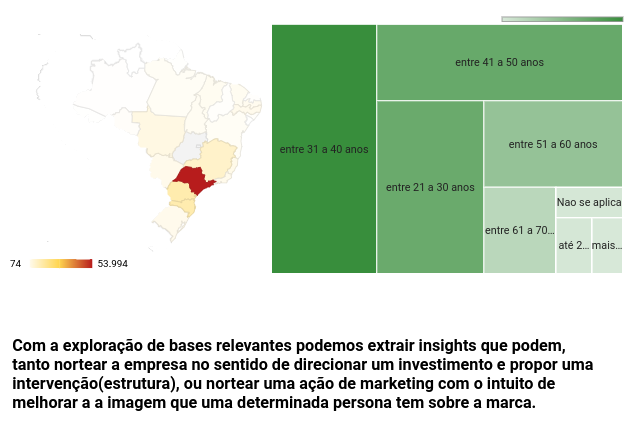 entre 41 a 50 anos
entre 31 a 40 anos
entre 51 a 60 anos
entre 21 a 30 anos
Nao se aplica
entre 61 a 70...
até 2...
mais...
74
53.994
Com a exploração de bases relevantes podemos extrair insights que podem,
tanto nortear a empresa no sentido de direcionar um investimento e propor uma
intervenção(estrutura), ou nortear uma ação de marketing com o intuito de
melhorar a a imagem que uma determinada persona tem sobre a marca.